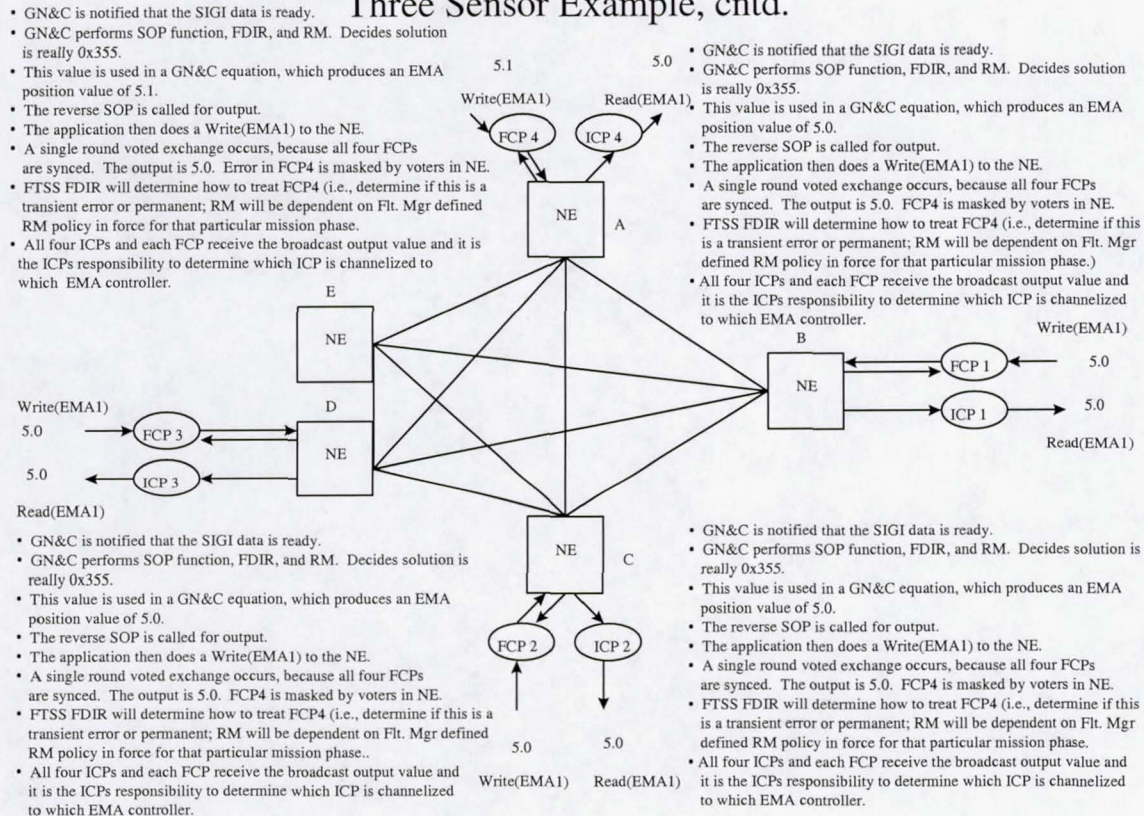 Three Sensor Example, cntd.
• GN&C is notified that the SIGI data is ready.
• GN&C performs SOP function, FDIR, and RM. Decides solution
is really 0x355.
• This value is used in a GN&C equation, which produces an EMA
position value of 5.1.
• The reverse SOP is called for output.
• The application then does a Write(EMA1) to the NE.
• A single round voted exchange occurs, because all four FCPs
are synced. The output is 5.0. Error in FCP4 is masked by voters in NE.
• FTSS FDIR will determine how to treat FCP4 (i.e., determine if this is a
transient error or permanent; RM will be dependent on Flt. Mgr defined
RM policy in force for that particular mission phase.
• All four ICPs and each FCP receive the broadcast output value and it is
the ICPs responsibility to determine which ICP is channelized to
which EMA controller.
5.1
5.0
Write(EMA1)
Read(EMA1)
FCP 4
ICP 4
NE
A
• GN&C is notified that the SIGI data is ready.
• GN&C performs SOP function, FDIR, and RM. Decides solution
is really 0x355.
• This value is used in a GN&C equation, which produces an EMA
position value of 5.0.
• The reverse SOP is called for output.
• The application then does a Write(EMA1) to the NE.
• A single round voted exchange occurs, because all four FCPs
are synced. The output is 5.0. FCP4 is masked by voters in NE.
• FTSS FDIR will determine how to treat FCP4 (i.e., determine if this
is a transient error or permanent; RM will be dependent on Flt. Mgr
defined RM policy in force for that particular mission phase.)
• All four ICPs and each FCP receive the broadcast output value and
it is the ICPs responsibility to determine which ICP is channelized
to which EMA controller.
E
NE
B
NE
Write(EMA1)
FCP 1
5.0
ICP 1
5.0
Read(EMA1)
D
NE
Write(EMA1)
5.0
FCP 3
5.0
ICP 3
Read(EMA1)
NE
C
FCP 2
ICP 2
5.0
5.0
Write(EMA1)
Read(EMA1)
• GN&C is notified that the SIGI data is ready.
• GN&C performs SOP function, FDIR, and RM. Decides solution is
really 0x355.
• This value is used in a GN&C equation, which produces an EMA
position value of 5.0.
• The reverse SOP is called for output.
• The application then does a Write(EMA1) to the NE.
• A single round voted exchange occurs, because all four FCPs
are synced. The output is 5.0. FCP4 is masked by voters in NE.
• FTSS FDIR will determine how to treat FCP4 (i.e., determine if this is a
transient error or permanent; RM will be dependent on Flt. Mgr defined
RM policy in force for that particular mission phase..
• All four ICPs and each FCP receive the broadcast output value and
it is the ICPs responsibility to determine which ICP is channelized
to which EMA controller.
• GN&C is notified that the SIGI data is ready.
• GN&C performs SOP function, FDIR, and RM. Decides solution is
really 0x355.
• This value is used in a GN&C equation, which produces an EMA
position value of 5.0.
• The reverse SOP is called for output.
• The application then does a Write(EMA1) to the NE.
• A single round voted exchange occurs, because all four FCPs
are synced. The output is 5.0. FCP4 is masked by voters in NE.
• FTSS FDIR will determine how to treat FCP4 (i.e., determine if this
is a transient error or permanent; RM will be dependent on Flt. Mgr
defined RM policy in force for that particular mission phase.
• All four ICPs and each FCP receive the broadcast output value and
it is the ICPs responsibility to determine which ICP is channelized
to which EMA controller.